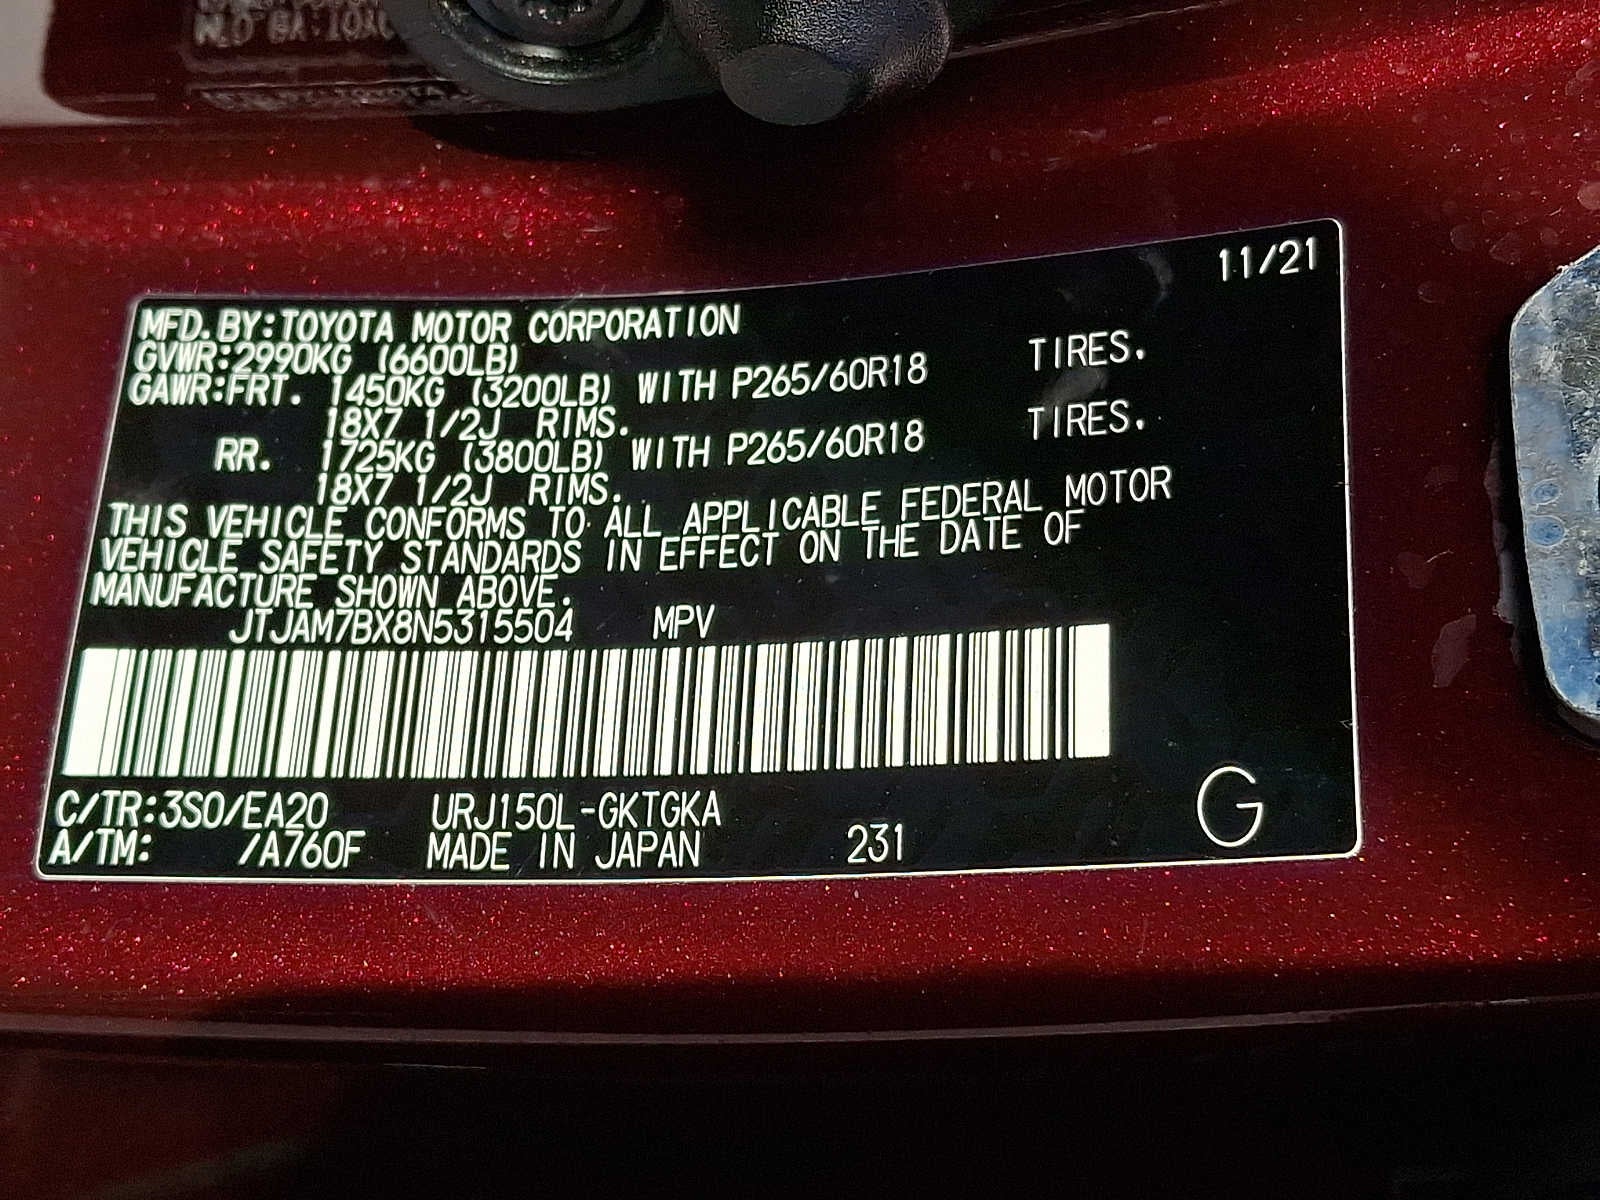 11/21
MFD.BY:TOYOTA MOTOR CORPORATION
GVWR:2990KG (6600LB)
GAWR:FRT. 1450KG (3200LB) WITH P265/60R18 TIRES.
18X7 1/2J RIMS.
RR. 1725KG (3800LB) WITH P265/60R18 TIRES.
18X7 1/2J RIMS.
THIS VEHICLE CONFORMS TO ALL APPLICABLE FEDERAL MOTOR
VEHICLE SAFETY STANDARDS IN EFFECT ON THE DATE OF
MANUFACTURE SHOWN ABOVE.
JTJAM7BX8N5315504 MPV
C/TR:3S0/EA20 URJ150L-GKTGKA
A/TM: /A760F MADE IN JAPAN 231 G